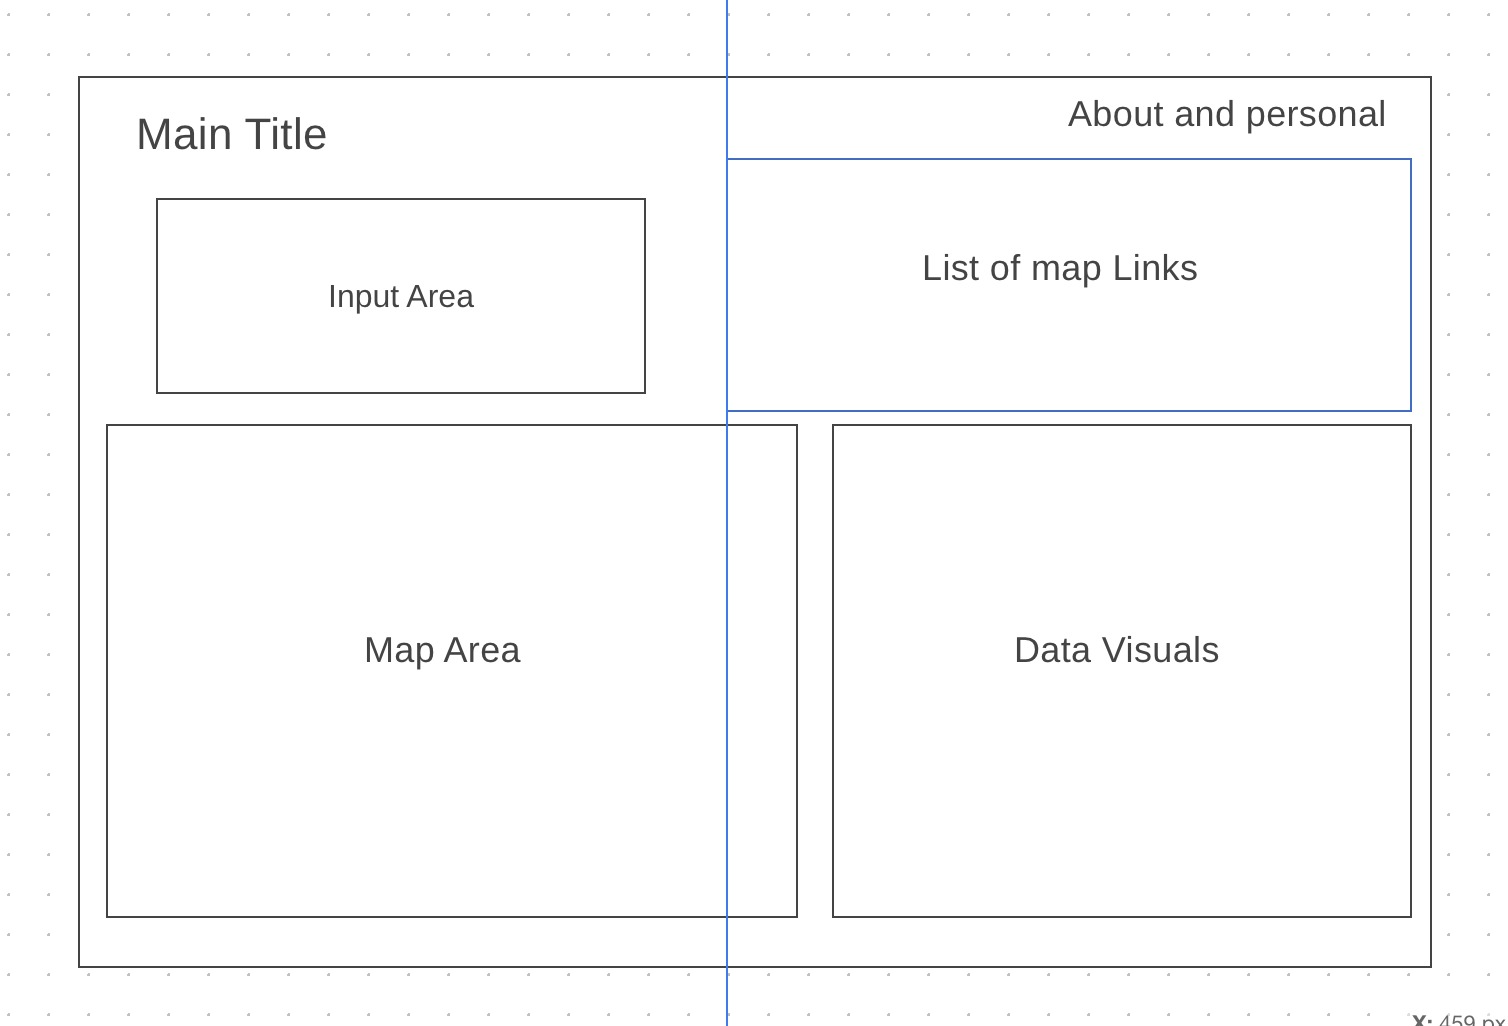 Main Title
About and personal
Input Area
List of map Links
Map Area
Data Visuals
X: 459 px